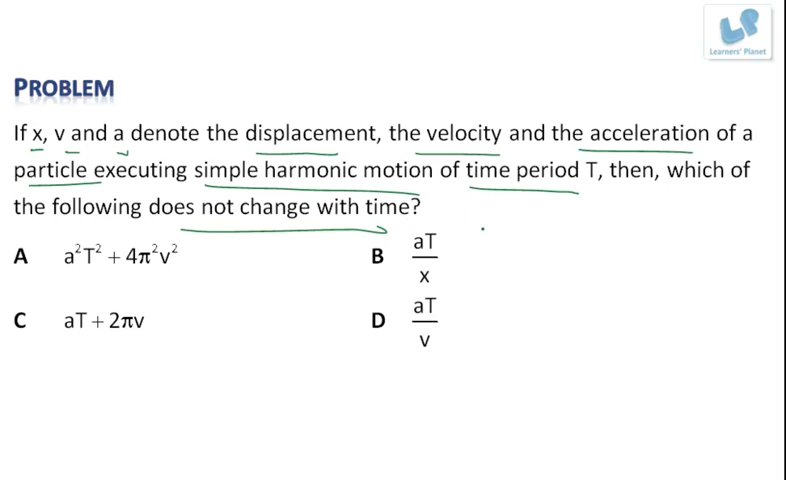 LP
Learners' Planet
PROBLEM
If x, v and a denote the displacement, the velocity and the acceleration of a
particle executing simple harmonic motion of time period T, then, which of
the following does not change with time?
A a²T² + 4π²v²
B aT/x
C aT + 2πv
D aT/v